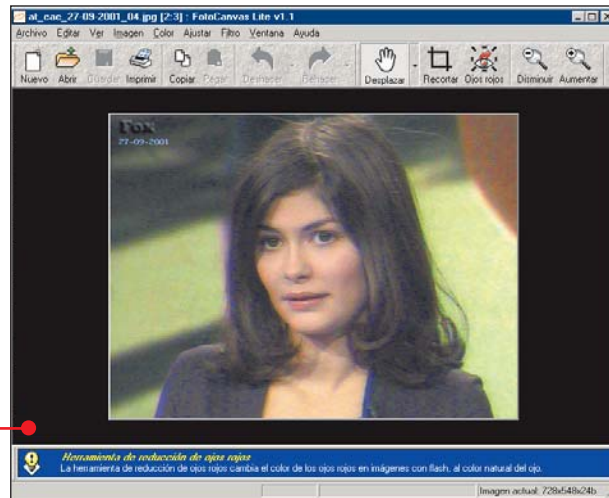 at_cac_27-09-2001_04.jpg [2:3] : FotoCanvas Lite v1.1
Archivo Editar Ver Imagen Color Ajustar Filtro Ventana Ayuda
Nuevo Abrir Guardar Imprimir Copiar Pegar Deshacer Rehacer Desplazar Recortar Ojos rojos Disminuir Aumentar
Fox
27-09-2001
Herramienta de reducción de ojos rojos
La herramienta de reducción de ojos rojos cambia el color de los ojos rojos en imágenes con flash, al color natural del ojo.
Imagen actual: 728x548x24b